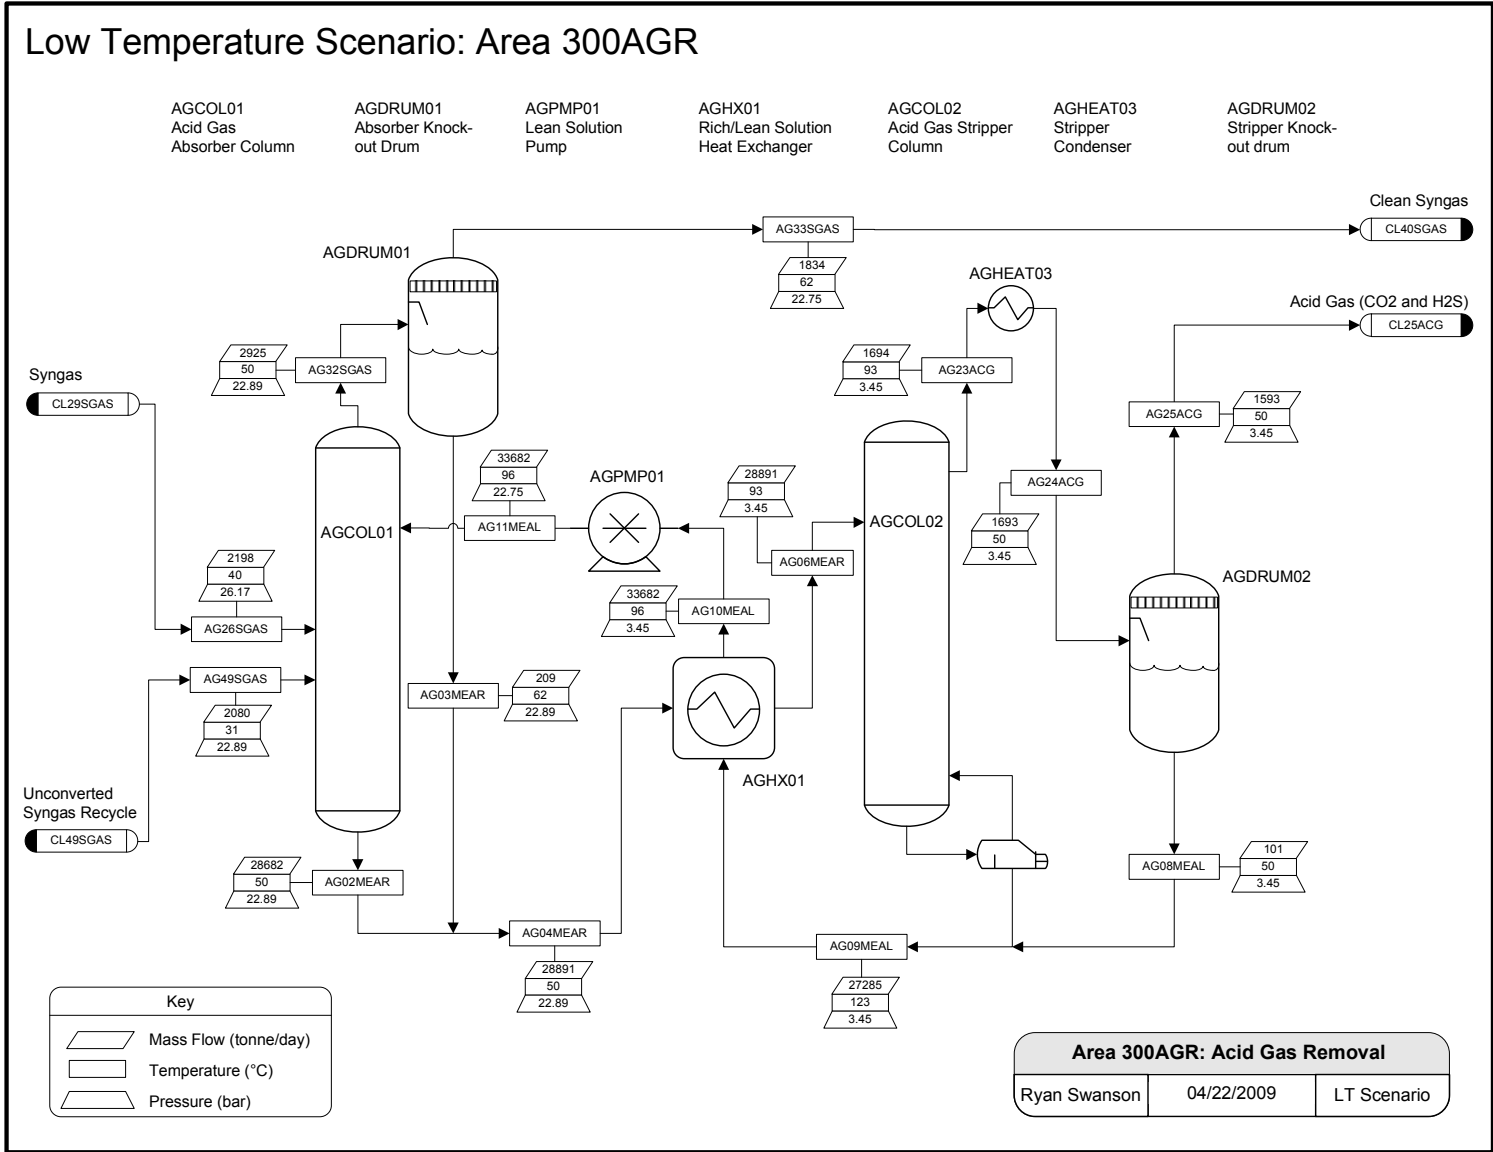 Low Temperature Scenario: Area 300AGR
AGCOL01
Acid Gas
Absorber Column
AGDRUM01
Absorber Knock-
out Drum
AGPMP01
Lean Solution
Pump
AGHX01
Rich/Lean Solution
Heat Exchanger
AGCOL02
Acid Gas Stripper
Column
AGHEAT03
Stripper
Condenser
AGDRUM02
Stripper Knock-
out drum
Clean Syngas
CL40SGAS
AG33SGAS
1834
62
22.75
AGDRUM01
AGHEAT03
Acid Gas (CO2 and H2S)
CL25ACG
2925
50
22.89
AG32SGAS
1694
93
3.45
AG23ACG
Syngas
CL29SGAS
AG25ACG
1593
50
3.45
33682
96
22.75
AG11MEAL
AGPMP01
28891
93
3.45
AG06MEAR
AGCOL02
AG24ACG
1693
50
3.45
AGCOL01
2198
40
26.17
AG26SGAS
33682
96
3.45
AG10MEAL
AGDRUM02
AG49SGAS
2080
31
22.89
AG03MEAR
209
62
22.89
AGHX01
Unconverted
Syngas Recycle
CL49SGAS
28682
50
22.89
AG02MEAR
AG08MEAL
101
50
3.45
AG04MEAR
28891
50
22.89
AG09MEAL
27285
123
3.45
Key
Mass Flow (tonne/day)
Temperature (°C)
Pressure (bar)
Area 300AGR: Acid Gas Removal
Ryan Swanson
04/22/2009
LT Scenario